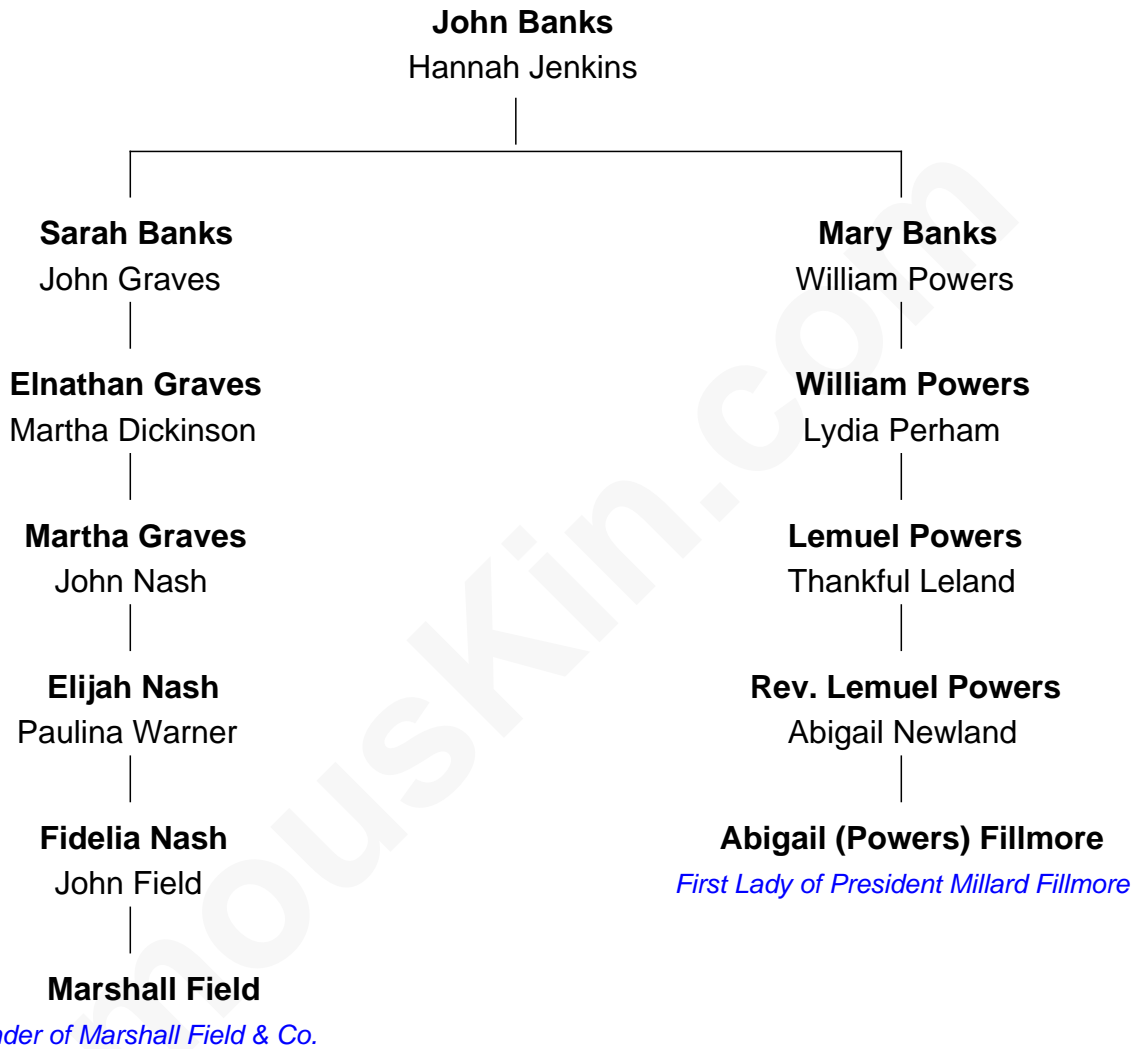 John Banks
Hannah Jenkins
Sarah Banks
John Graves
Mary Banks
William Powers
Elnathan Graves
Martha Dickinson
William Powers
Lydia Perham
Martha Graves
John Nash
Lemuel Powers
Thankful Leland
Elijah Nash
Paulina Warner
Rev. Lemuel Powers
Abigail Newland
Fidelia Nash
John Field
Abigail (Powers) Fillmore
First Lady of President Millard Fillmore
Marshall Field
nder of Marshall Field & Co.
mouskin.com